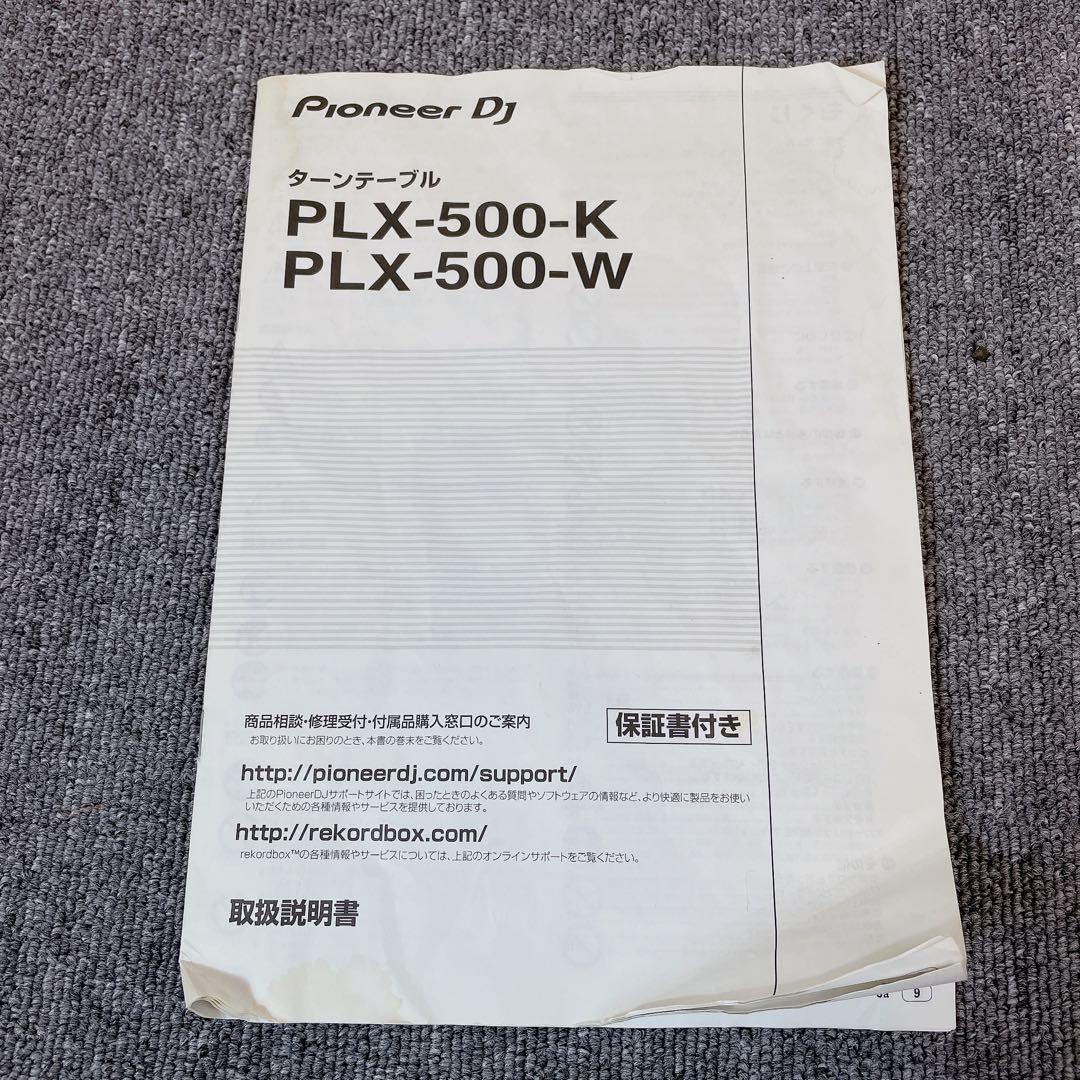 Pioneer Dj
ターンテーブル
PLX-500-K
PLX-500-W
商品相談・修理受付・付属品購入窓口のご案内
お取り扱いにお困りのとき、本書の巻末をご覧ください。
保証書付き
http://pioneerdj.com/support/
上記のPioneerDJサポートサイトでは、困ったときのよくある質問やソフトウェアの情報など、より快適に製品をお使い
いただくための各種情報やサービスを提供しております。
http://rekordbox.com/
rekordbox™の各種情報やサービスについては、上記のオンラインサポートをご覧ください。
取扱説明書
9